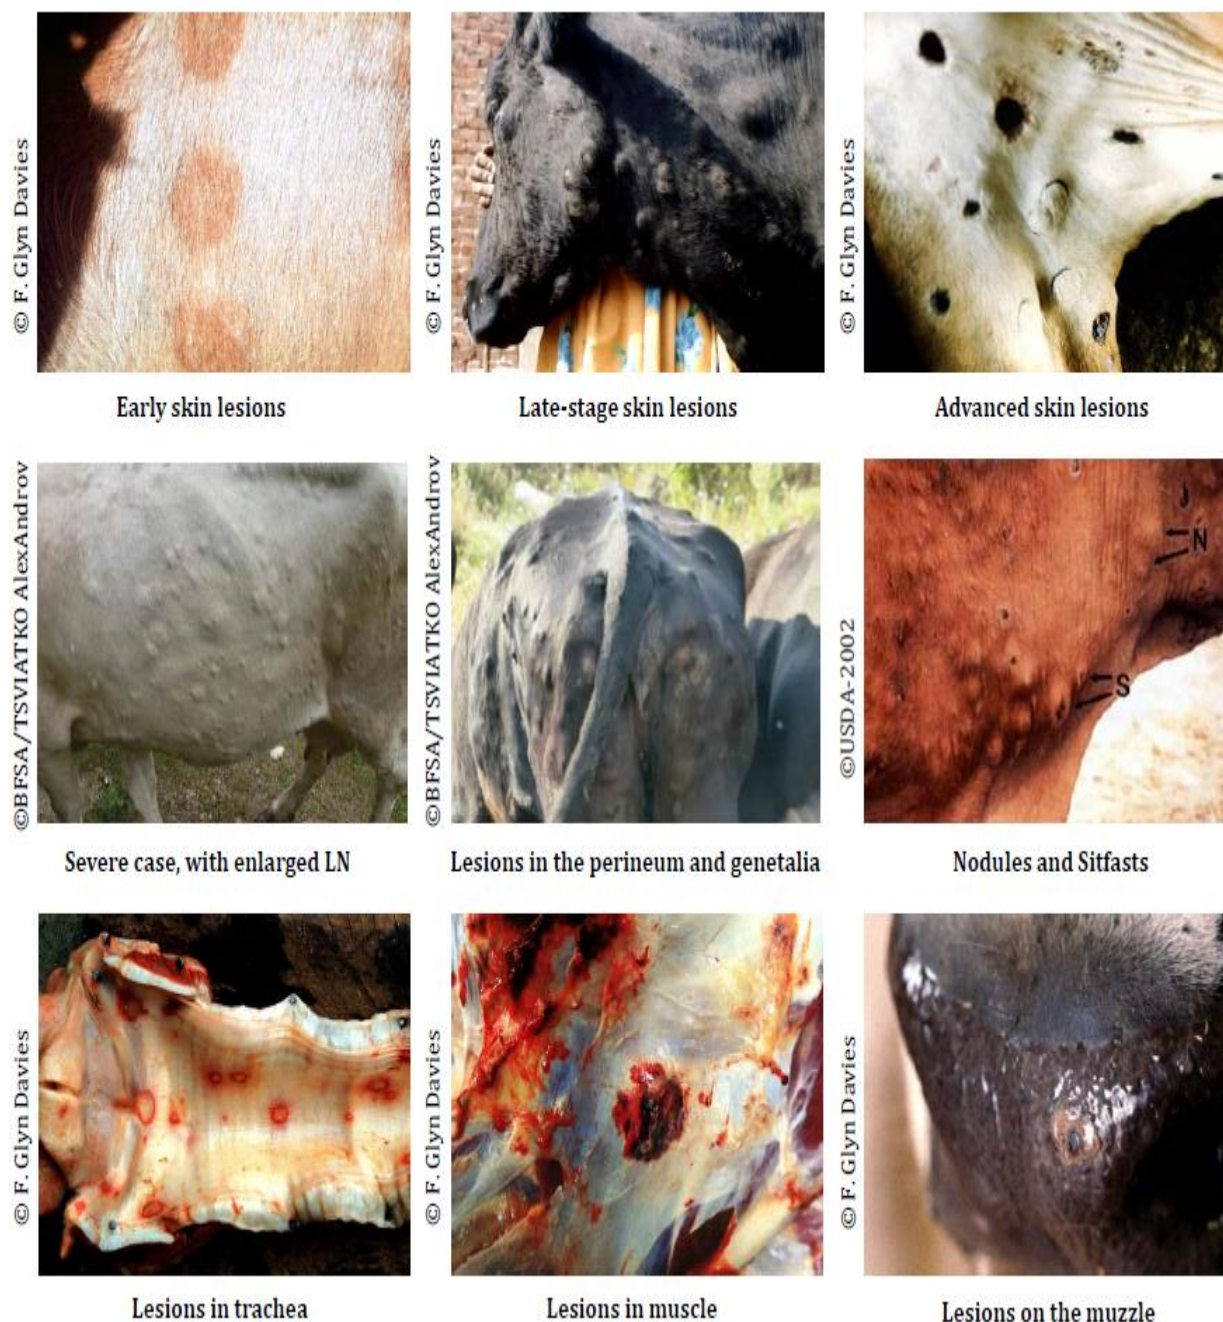 © F. Glyn Davies
© F. Glyn Davies
Early skin lesions
Late-stage skin lesions
Advanced skin lesions
©BFSA/TSVIATKO AlexAndrov
©BFSA/TSVIATKO AlexAndrov
©USDA-2002
N
S
Severe case, with enlarged LN
Lesions in the perineum and genetalia
Nodules and Sitfasts
© F. Glyn Davies
© F. Glyn Davies
© F. Glyn Davies
Lesions in trachea
Lesions in muscle
Lesions on the muzzle